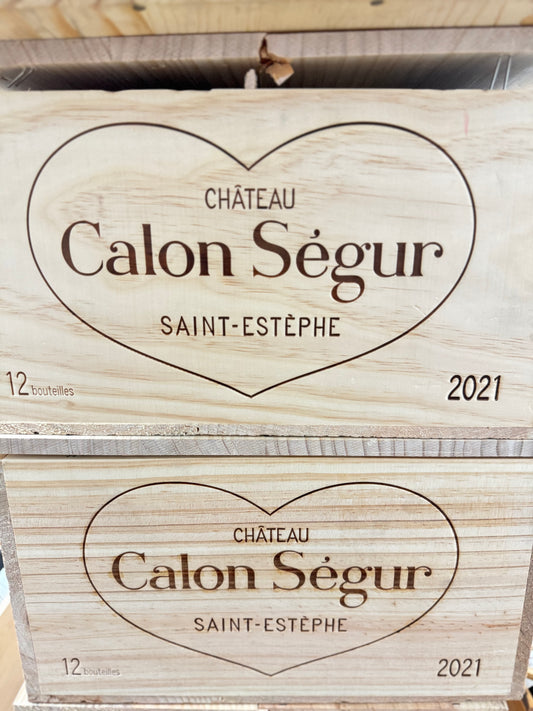 CHÂTEAU
Calon Ségur
SAINT-ESTÈPHE
12 bouteilles
2021
CHÂTEAU
Calon Ségur
SAINT-ESTÈPHE
12 bouteilles
2021